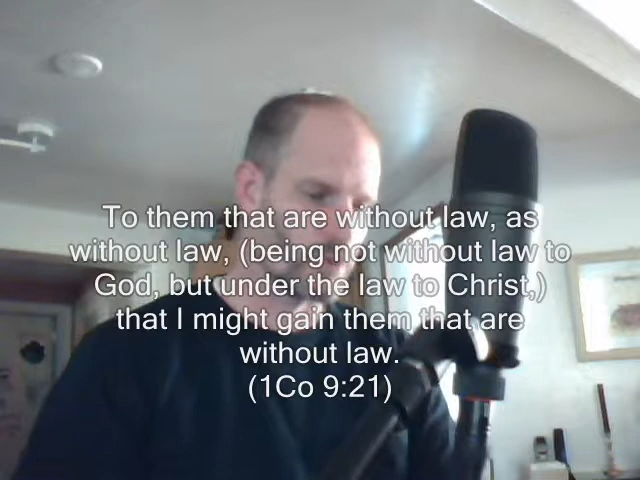 To them that are without law, as
without law, (being not without law to
God, but under the law to Christ,)
that I might gain them that are
without law.
(1Co 9:21)